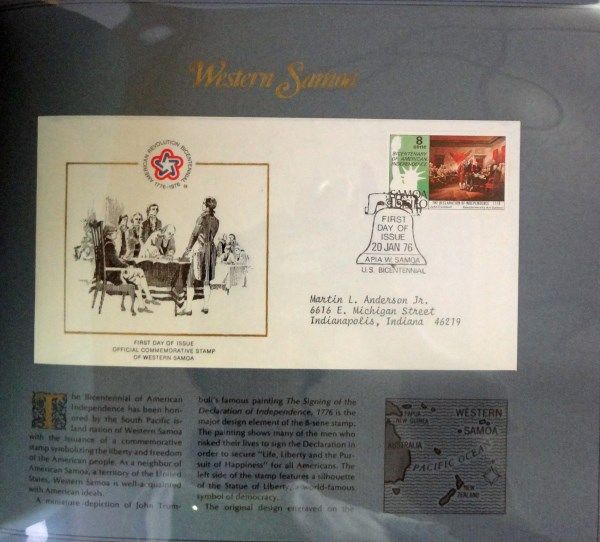 Western Samoa
AMERICAN REVOLUTION BICENTENNIAL
1776-1976
8
sene
BICENTENARY
OF AMERICAN
INDEPENDENCE
SAMOA
THE DECLARATION OF INDEPENDENCE 1776
FIRST
DAY OF
ISSUE
20 JAN 76
APIA W. SAMOA
U.S. BICENTENNIAL
Martin L. Anderson Jr.
6616 E. Michigan Street
Indianapolis, Indiana 46219
FIRST DAY OF ISSUE
OFFICIAL COMMEMORATIVE STAMP
OF WESTERN SAMOA
The Bicentennial of American
Independence has been hon-
ored by the South Pacific is-
land nation of Western Samoa
with the issuance of a commemorative
stamp symbolizing the liberty and freedom
of the American people. As a neighbor of
American Samoa, a territory of the United
States, Western Samoa is well-acquainted
with American ideals.
A miniature depiction of John Trum-
bull's famous painting The Signing of the
Declaration of Independence, 1776 is the
major design element of the 8-sene stamp.
The painting shows many of the men who
risked their lives to sign the Declaration in
order to secure "Life, Liberty and the Pur-
suit of Happiness" for all Americans. The
left side of the stamp features a silhouette
of the Statue of Liberty, a world-famous
symbol of democracy.
The original design engraved on the
PAPUA
NEW GUINEA
WESTERN
SAMOA
AUSTRALIA
PACIFIC OCEAN
NEW
ZEALAND